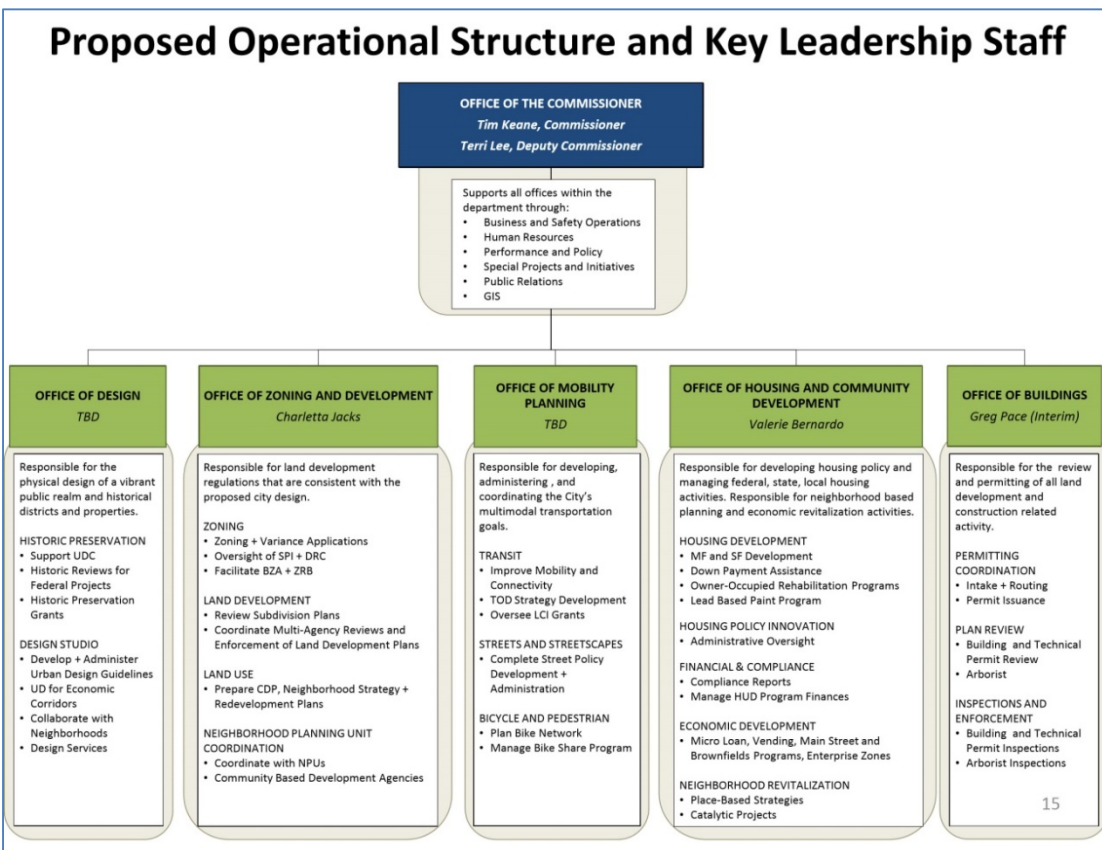 Proposed Operational Structure and Key Leadership Staff
OFFICE OF THE COMMISSIONER
Tim Keane, Commissioner
Terri Lee, Deputy Commissioner
Supports all offices within the
department through:
• Business and Safety Operations
• Human Resources
• Performance and Policy
• Special Projects and Initiatives
• Public Relations
• GIS
OFFICE OF DESIGN
TBD
Responsible for the
physical design of a vibrant
public realm and historical
districts and properties.
HISTORIC PRESERVATION
• Support UDC
• Historic Reviews for
Federal Projects
• Historic Preservation
Grants
DESIGN STUDIO
• Develop + Administer
Urban Design Guidelines
• UD for Economic
Corridors
• Collaborate with
Neighborhoods
• Design Services
OFFICE OF ZONING AND DEVELOPMENT
Charletta Jacks
Responsible for land development
regulations that are consistent with the
proposed city design.
ZONING
• Zoning + Variance Applications
• Oversight of SPI + DRC
• Facilitate BZA + ZRB
LAND DEVELOPMENT
• Review Subdivision Plans
• Coordinate Multi-Agency Reviews and
Enforcement of Land Development Plans
LAND USE
• Prepare CDP, Neighborhood Strategy +
Redevelopment Plans
NEIGHBORHOOD PLANNING UNIT
COORDINATION
• Coordinate with NPUs
• Community Based Development Agencies
OFFICE OF MOBILITY
PLANNING
TBD
Responsible for developing,
administering , and
coordinating the City's
multimodal transportation
goals.
TRANSIT
• Improve Mobility and
Connectivity
• TOD Strategy Development
• Oversee LCI Grants
STREETS AND STREETSCAPES
• Complete Street Policy
Development +
Administration
BICYCLE AND PEDESTRIAN
• Plan Bike Network
• Manage Bike Share Program
OFFICE OF HOUSING AND COMMUNITY
DEVELOPMENT
Valerie Bernardo
Responsible for developing housing policy and
managing federal, state, local housing
activities. Responsible for neighborhood based
planning and economic revitalization activities.
HOUSING DEVELOPMENT
• MF and SF Development
• Down Payment Assistance
• Owner-Occupied Rehabilitation Programs
• Lead Based Paint Program
HOUSING POLICY INNOVATION
• Administrative Oversight
FINANCIAL & COMPLIANCE
• Compliance Reports
• Manage HUD Program Finances
ECONOMIC DEVELOPMENT
• Micro Loan, Vending, Main Street and
Brownfields Programs, Enterprise Zones
NEIGHBORHOOD REVITALIZATION
• Place-Based Strategies
• Catalytic Projects
OFFICE OF BUILDINGS
Greg Pace (Interim)
Responsible for the review
and permitting of all land
development and
construction related
activity.
PERMITTING
COORDINATION
• Intake + Routing
• Permit Issuance
PLAN REVIEW
• Building and Technical
Permit Review
• Arborist
INSPECTIONS AND
ENFORCEMENT
• Building and Technical
Permit Inspections
• Arborist Inspections
15